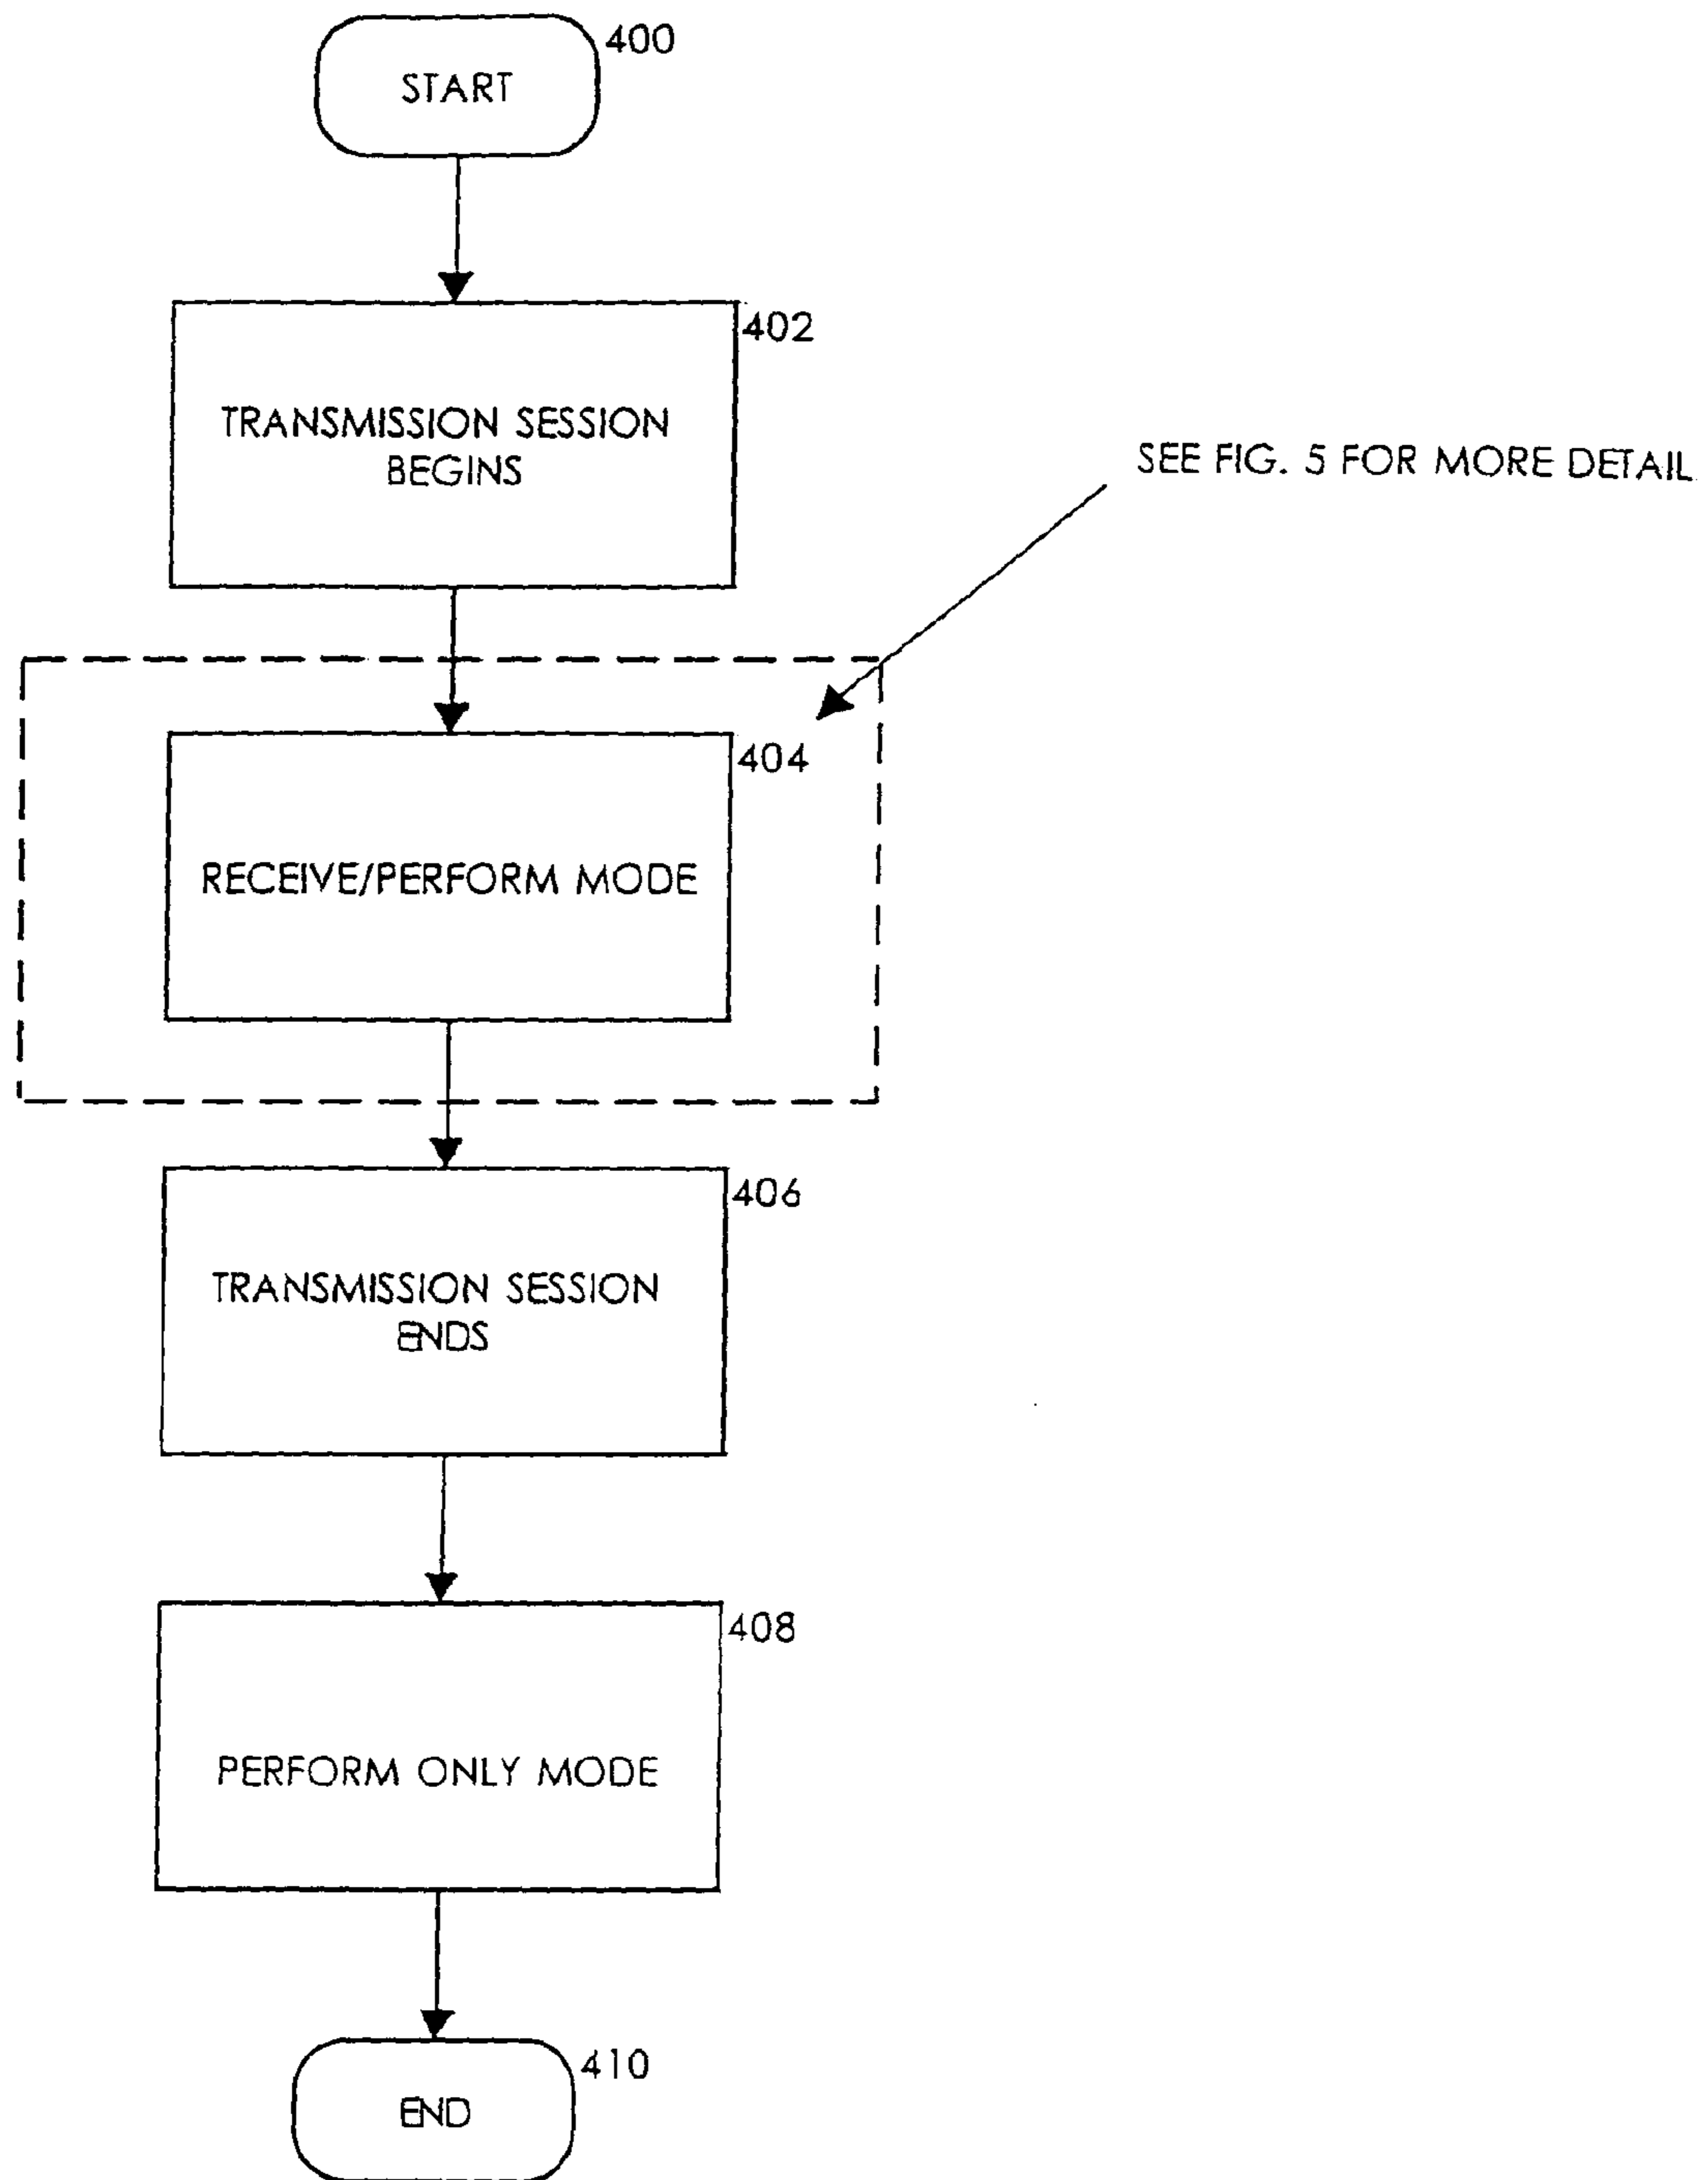 START
400
402
TRANSMISSION SESSION
BEGINS
SEE FIG. 5 FOR MORE DETAIL
404
RECEIVE/PERFORM MODE
406
TRANSMISSION SESSION
ENDS
408
PERFORM ONLY MODE
410
END